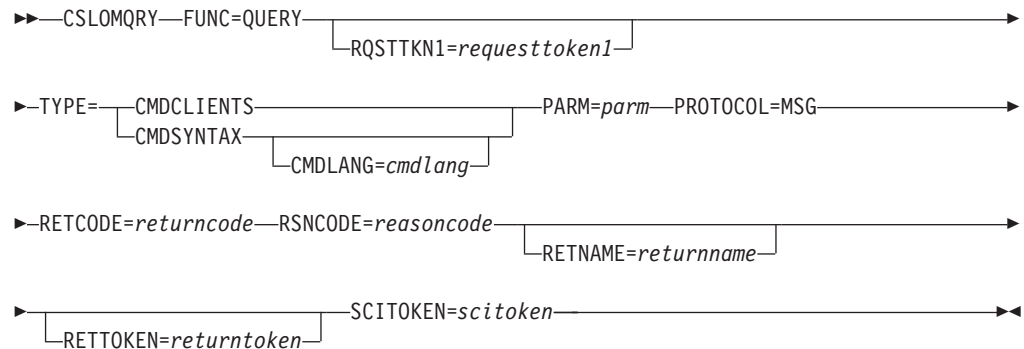 CSLOMQRY FUNC=QUERY
RQSTTKN1=requesttoken1
TYPE= CMDCLIENTS PARM=parm PROTOCOL=MSG
CMDSYNTAX
CMDLANG=cmdlang
RETCODE=returncode RSNCODE=reasoncode
RETNAME=returnname
SCITOKEN=scitoken
RETTOKEN=returntoken